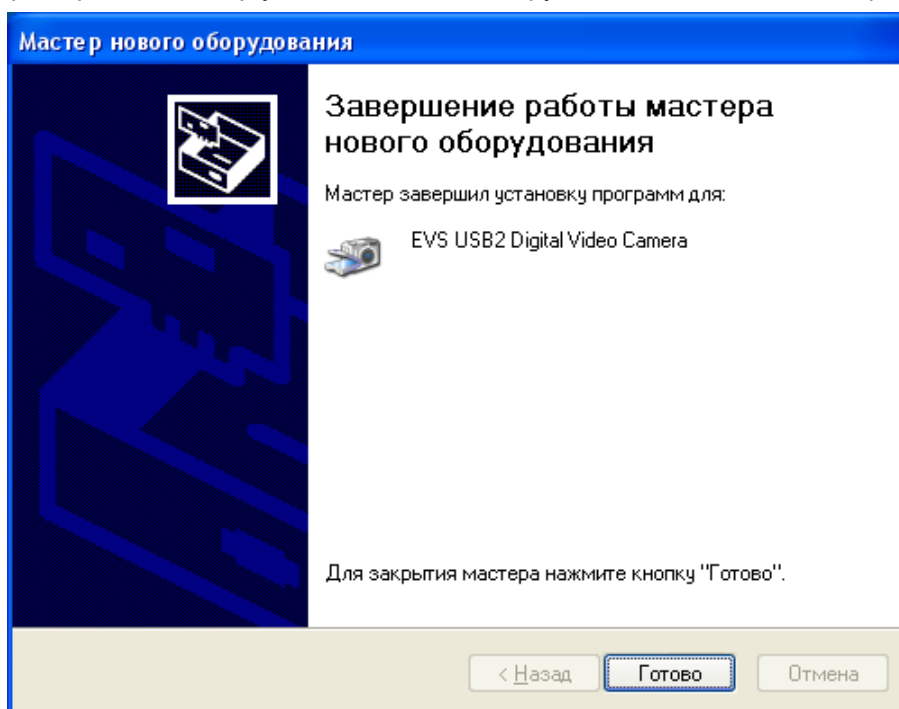 Мастер нового оборудования
Завершение работы мастера
нового оборудования
Мастер завершил установку программ для:
EVS USB2 Digital Video Camera
Для закрытия мастера нажмите кнопку "Готово".
< Назад Готово Отмена